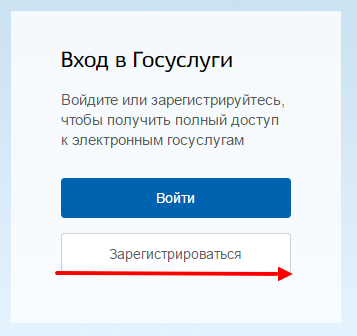 Вход в Госуслуги
Войдите или зарегистрируйтесь,
чтобы получить полный доступ
к электронным госуслугам
Войти
Зарегистрироваться